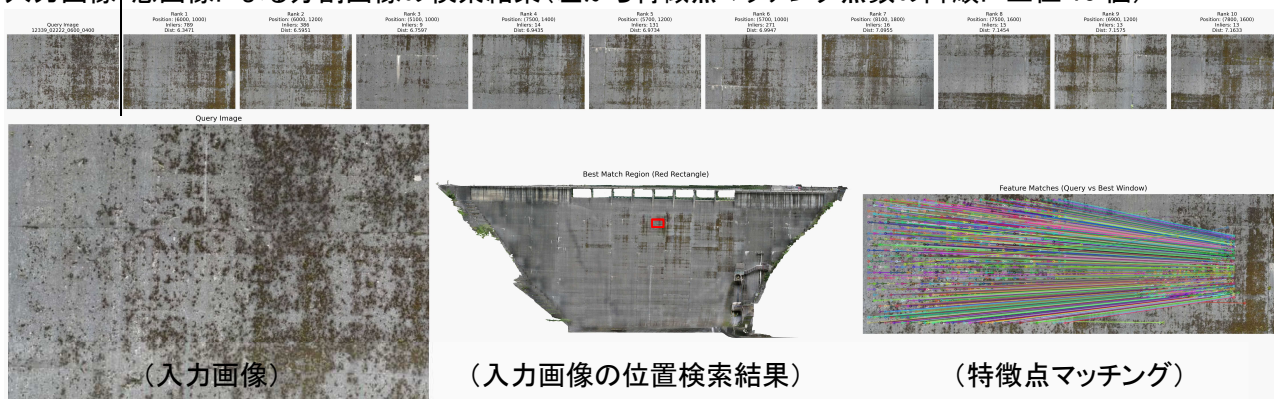 Query Image
12339_02222_0600_0400
Rank 1
Position: (6000, 1000)
Inliers: 789
Dist: 6.3471
Rank 2
Position: (6000, 1200)
Inliers: 386
Dist: 6.5951
Rank 3
Position: (5100, 1000)
Inliers: 9
Dist: 6.7597
Rank 4
Position: (7500, 1400)
Inliers: 14
Dist: 6.9435
Rank 5
Position: (5700, 1200)
Inliers: 131
Dist: 6.9734
Rank 6
Position: (5700, 1000)
Inliers: 271
Dist: 6.9947
Rank 7
Position: (8100, 1800)
Inliers: 16
Dist: 7.0955
Rank 8
Position: (7500, 1600)
Inliers: 15
Dist: 7.1454
Rank 9
Position: (6900, 1200)
Inliers: 13
Dist: 7.1575
Rank 10
Position: (7800, 1600)
Inliers: 13
Dist: 7.1633
Query Image
Best Match Region (Red Rectangle)
Feature Matches (Query vs Best Window)
（入力画像）
（入力画像の位置検索結果）
（特徴点マッチング）